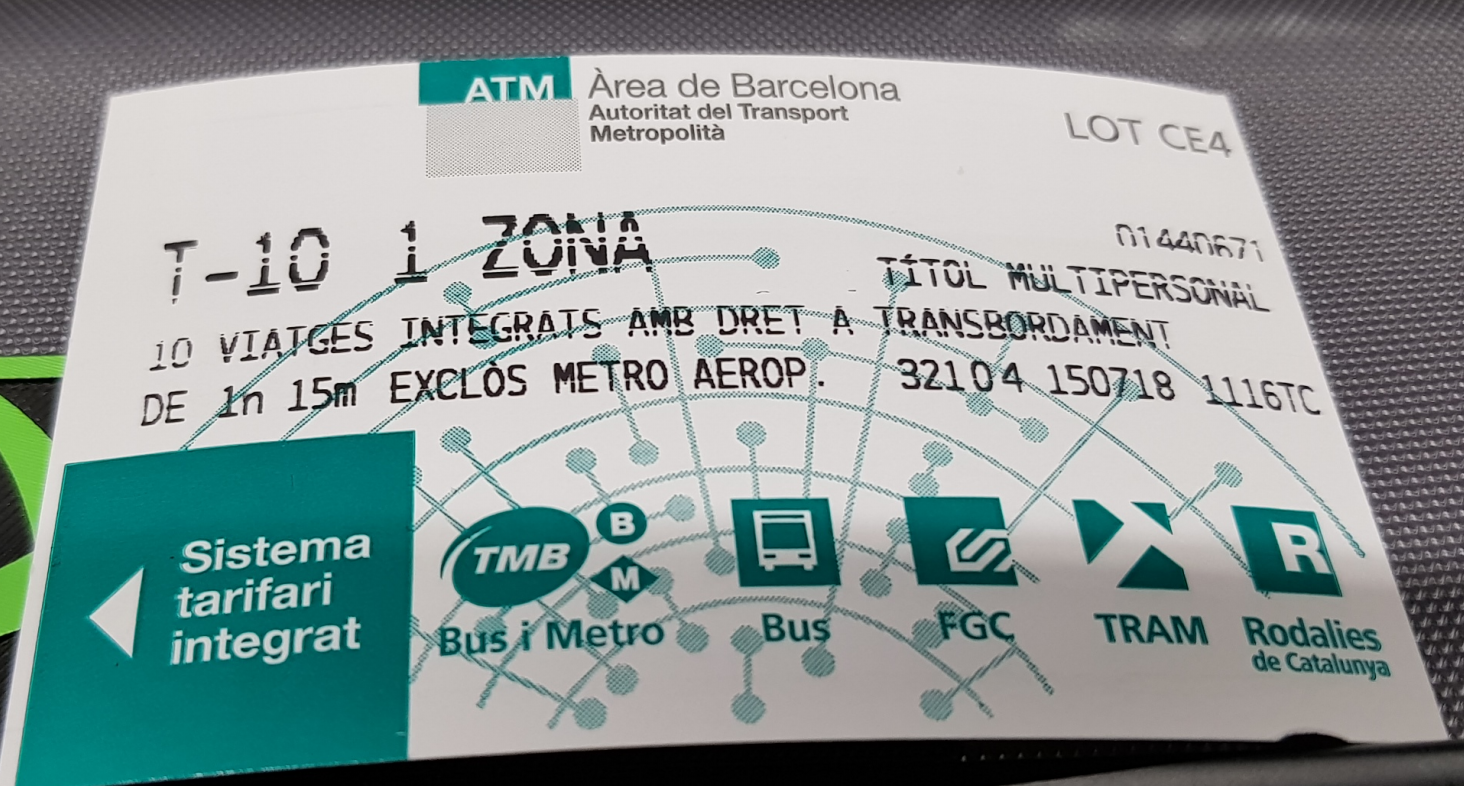 ATM
Àrea de Barcelona
Autoritat del Transport
Metropolità
LOT CE4
01440671
T-10 1 ZONA
TÍTOL MULTIPERSONAL
10 VIATGES INTEGRATS AMB DRET A TRANSBORDAMENT
DE 1h 15m EXCLÒS METRO AEROP. 32104 150718 1116TC
Sistema
tarifari
integrat
TMB
B
M
Bus i Metro
Bus
FGC
TRAM
R
Rodalies
de Catalunya